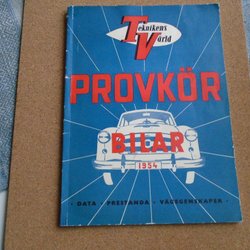 Teknikens
Värld
PROVKÖR
BILAR
1954
· DATA · PRESTANDA · VÄGEGENSKAPER ·